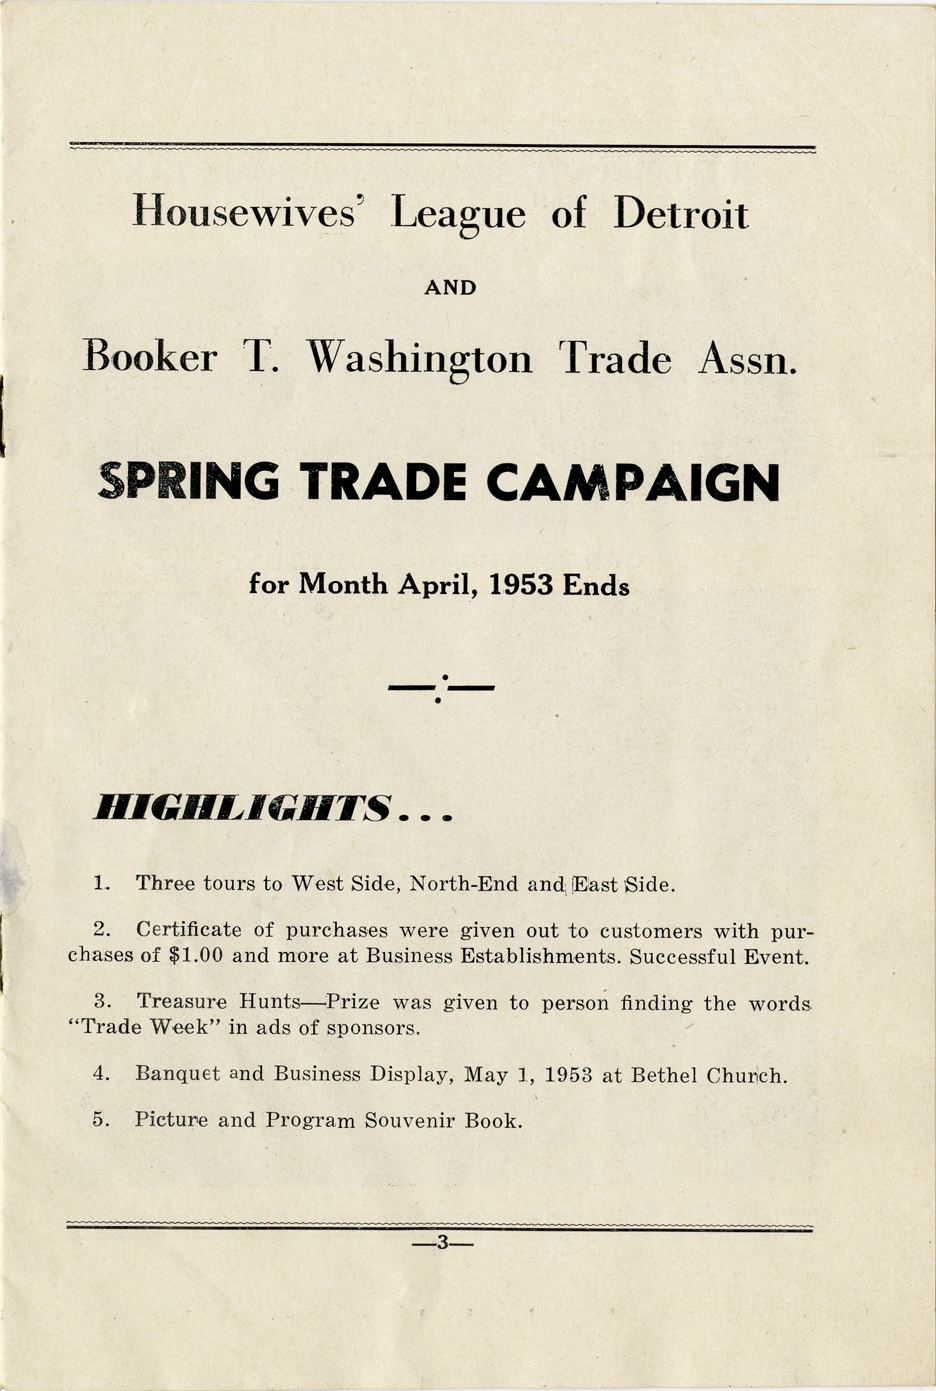 Housewives' League of Detroit
AND
Booker T. Washington Trade Assn.
SPRING TRADE CAMPAIGN
for Month April, 1953 Ends
HIGHLIGHTS...
1. Three tours to West Side, North-End and East Side.
2. Certificate of purchases were given out to customers with pur-
chases of $1.00 and more at Business Establishments. Successful Event.
3. Treasure Hunts—Prize was given to person finding the words
“Trade Week” in ads of sponsors.
4. Banquet and Business Display, May 1, 1953 at Bethel Church.
5. Picture and Program Souvenir Book.
—3—